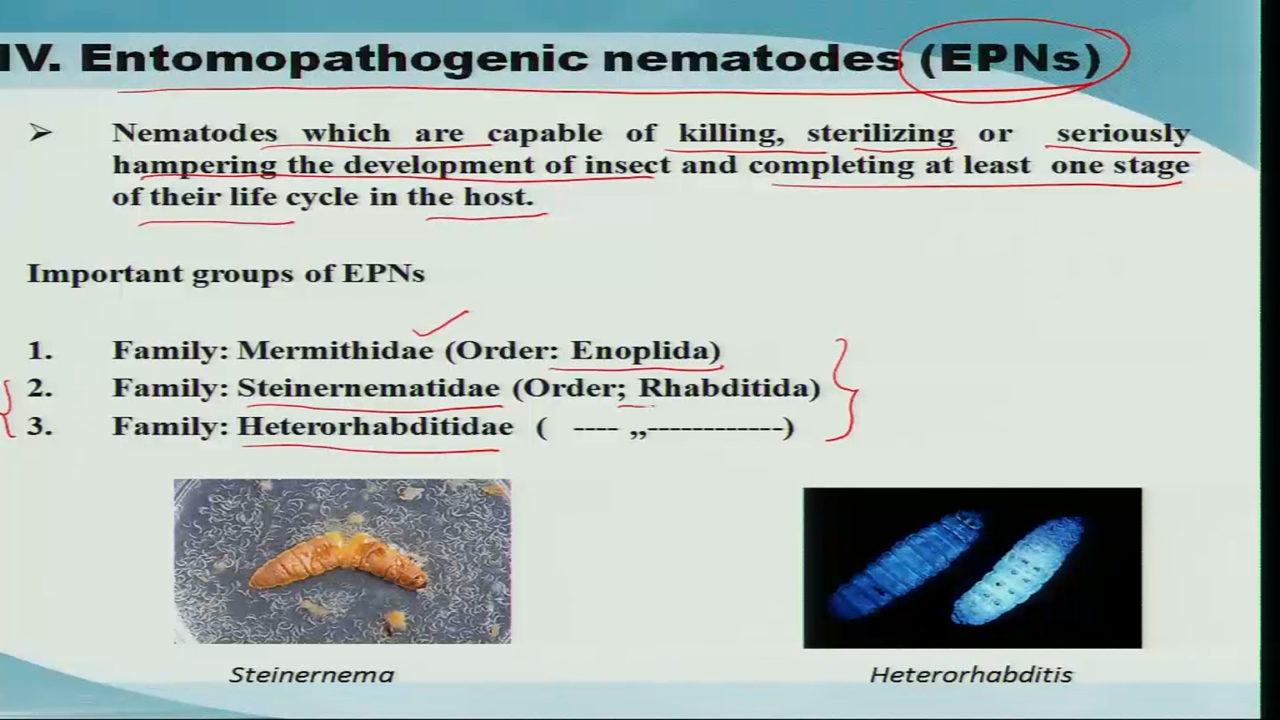 IV. Entomopathogenic nematodes (EPNs)
➢ Nematodes which are capable of killing, sterilizing or seriously
hampering the development of insect and completing at least one stage
of their life cycle in the host.
Important groups of EPNs
1. Family: Mermithidae (Order: Enoplida)
2. Family: Steinernematidae (Order; Rhabditida)
3. Family: Heterorhabditidae ( ---- ,,------------)
Steinernema
Heterorhabditis